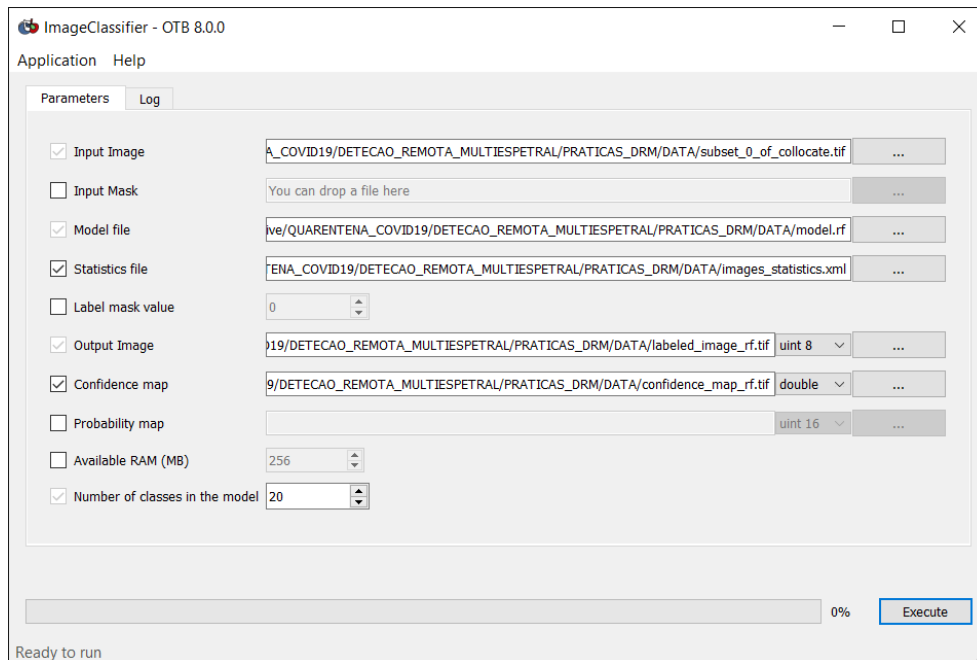 ImageClassifier - OTB 8.0.0
Application Help
Parameters Log
Input Image A_COVID19/DETECAO_REMOTA_MULTIESPETRAL/PRATICAS_DRM/DATA/subset_0_of_collocate.tif ...
Input Mask You can drop a file here ...
Model file ive/QUARENTENA_COVID19/DETECAO_REMOTA_MULTIESPETRAL/PRATICAS_DRM/DATA/model.rf ...
Statistics file TENA_COVID19/DETECAO_REMOTA_MULTIESPETRAL/PRATICAS_DRM/DATA/images_statistics.xml ...
Label mask value 0
Output Image 019/DETECAO_REMOTA_MULTIESPETRAL/PRATICAS_DRM/DATA/labeled_image_rf.tif uint 8 ...
Confidence map 9/DETECAO_REMOTA_MULTIESPETRAL/PRATICAS_DRM/DATA/confidence_map_rf.tif double ...
Probability map uint 16 ...
Available RAM (MB) 256
Number of classes in the model 20
0% Execute
Ready to run